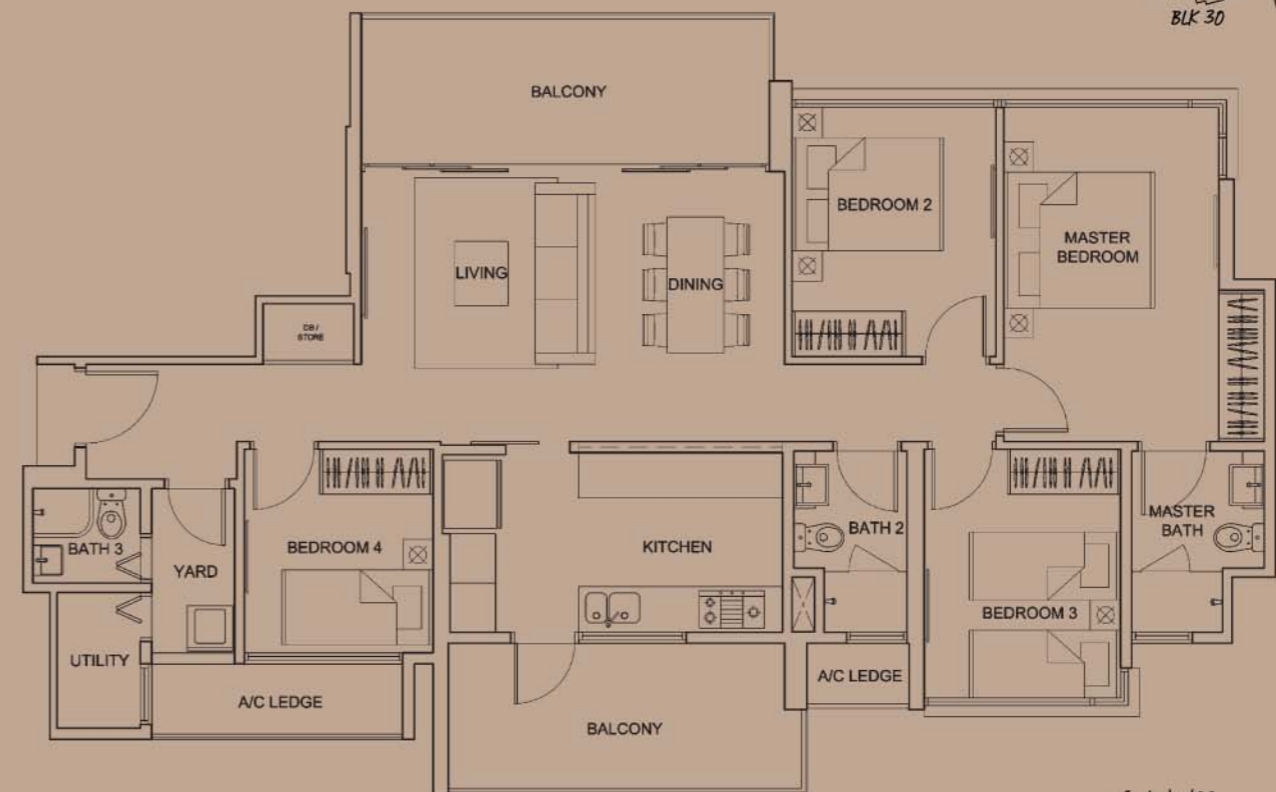 BLK 30
BALCONY
BEDROOM 2
MASTER
BEDROOM
LIVING
DINING
DB /
STORE
BATH 3
YARD
BEDROOM 4
KITCHEN
BATH 2
MASTER
BATH
BEDROOM 3
UTILITY
A/C LEDGE
A/C LEDGE
BALCONY